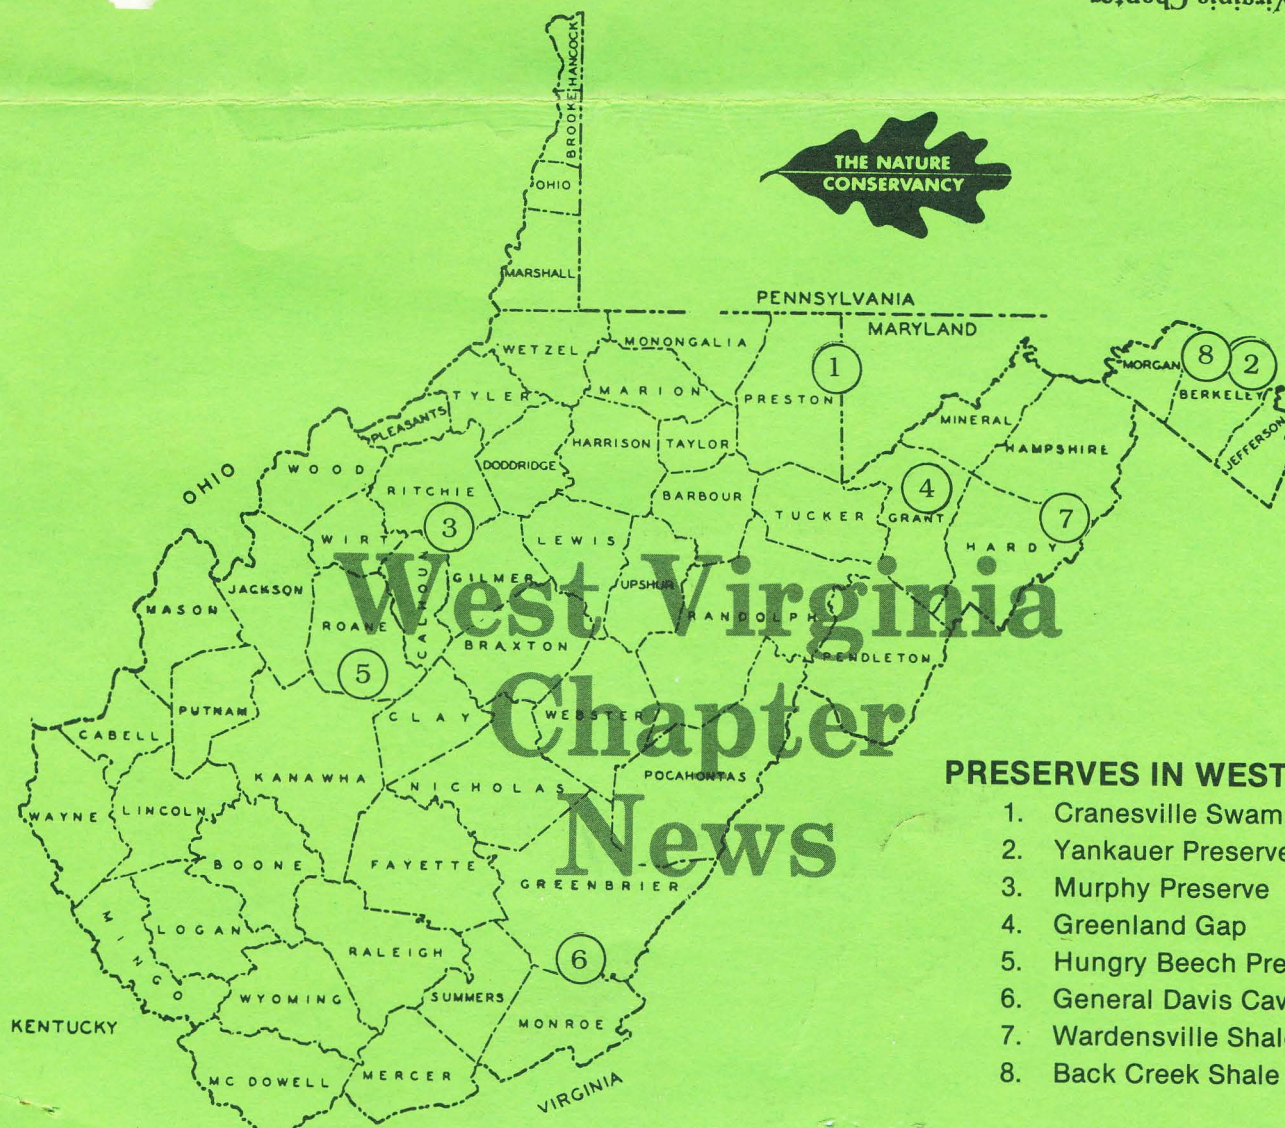 Virginia Chapter
HANCOCK
BROOKE
OHIO
MARSHALL
THE NATURE
CONSERVANCY
PENNSYLVANIA
MARYLAND
WETZEL
MONONGALIA
MORGAN
8
2
1
TYLER
MARION
PRESTON
BERKELEY
PLEASANTS
MINERAL
JEFFERSON
HARRISON
TAYLOR
HAMPSHIRE
OHIO
WOOD
DODDRIDGE
RITCHIE
BARBOUR
4
3
TUCKER
GRANT
7
WIRT
LEWIS
HARDY
CALHOUN
GILMER
UPSHUR
JACKSON
MASON
West Virginia
RANDOLPH
ROANE
BRAXTON
PENDLETON
5
PUTNAM
CLAY
WEBSTER
CABELL
Chapter
KANAWHA
NICHOLAS
POCAHONTAS
WAYNE
LINCOLN
News
BOONE
FAYETTE
GREENBRIER
MINGO
LOGAN
RALEIGH
6
WYOMING
SUMMERS
MONROE
KENTUCKY
MC DOWELL
MERCER
VIRGINIA
PRESERVES IN WEST
1. Cranesville Swam
2. Yankauer Preserve
3. Murphy Preserve
4. Greenland Gap
5. Hungry Beech Pre
6. General Davis Cav
7. Wardensville Shal
8. Back Creek Shale